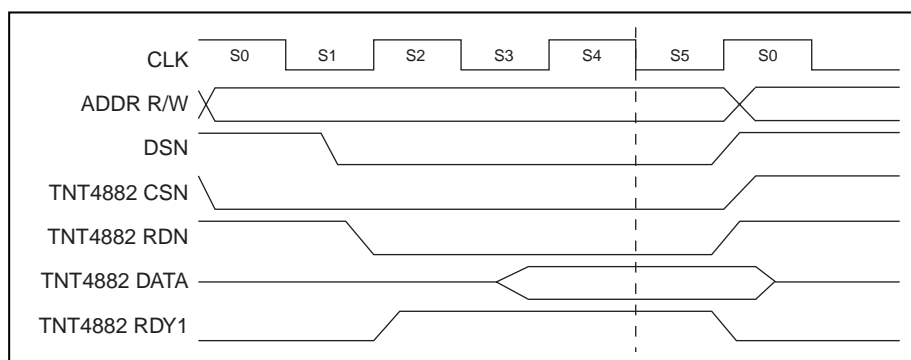 CLK S0 S1 S2 S3 S4 S5 S0
ADDR R/W
DSN
TNT4882 CSN
TNT4882 RDN
TNT4882 DATA
TNT4882 RDY1